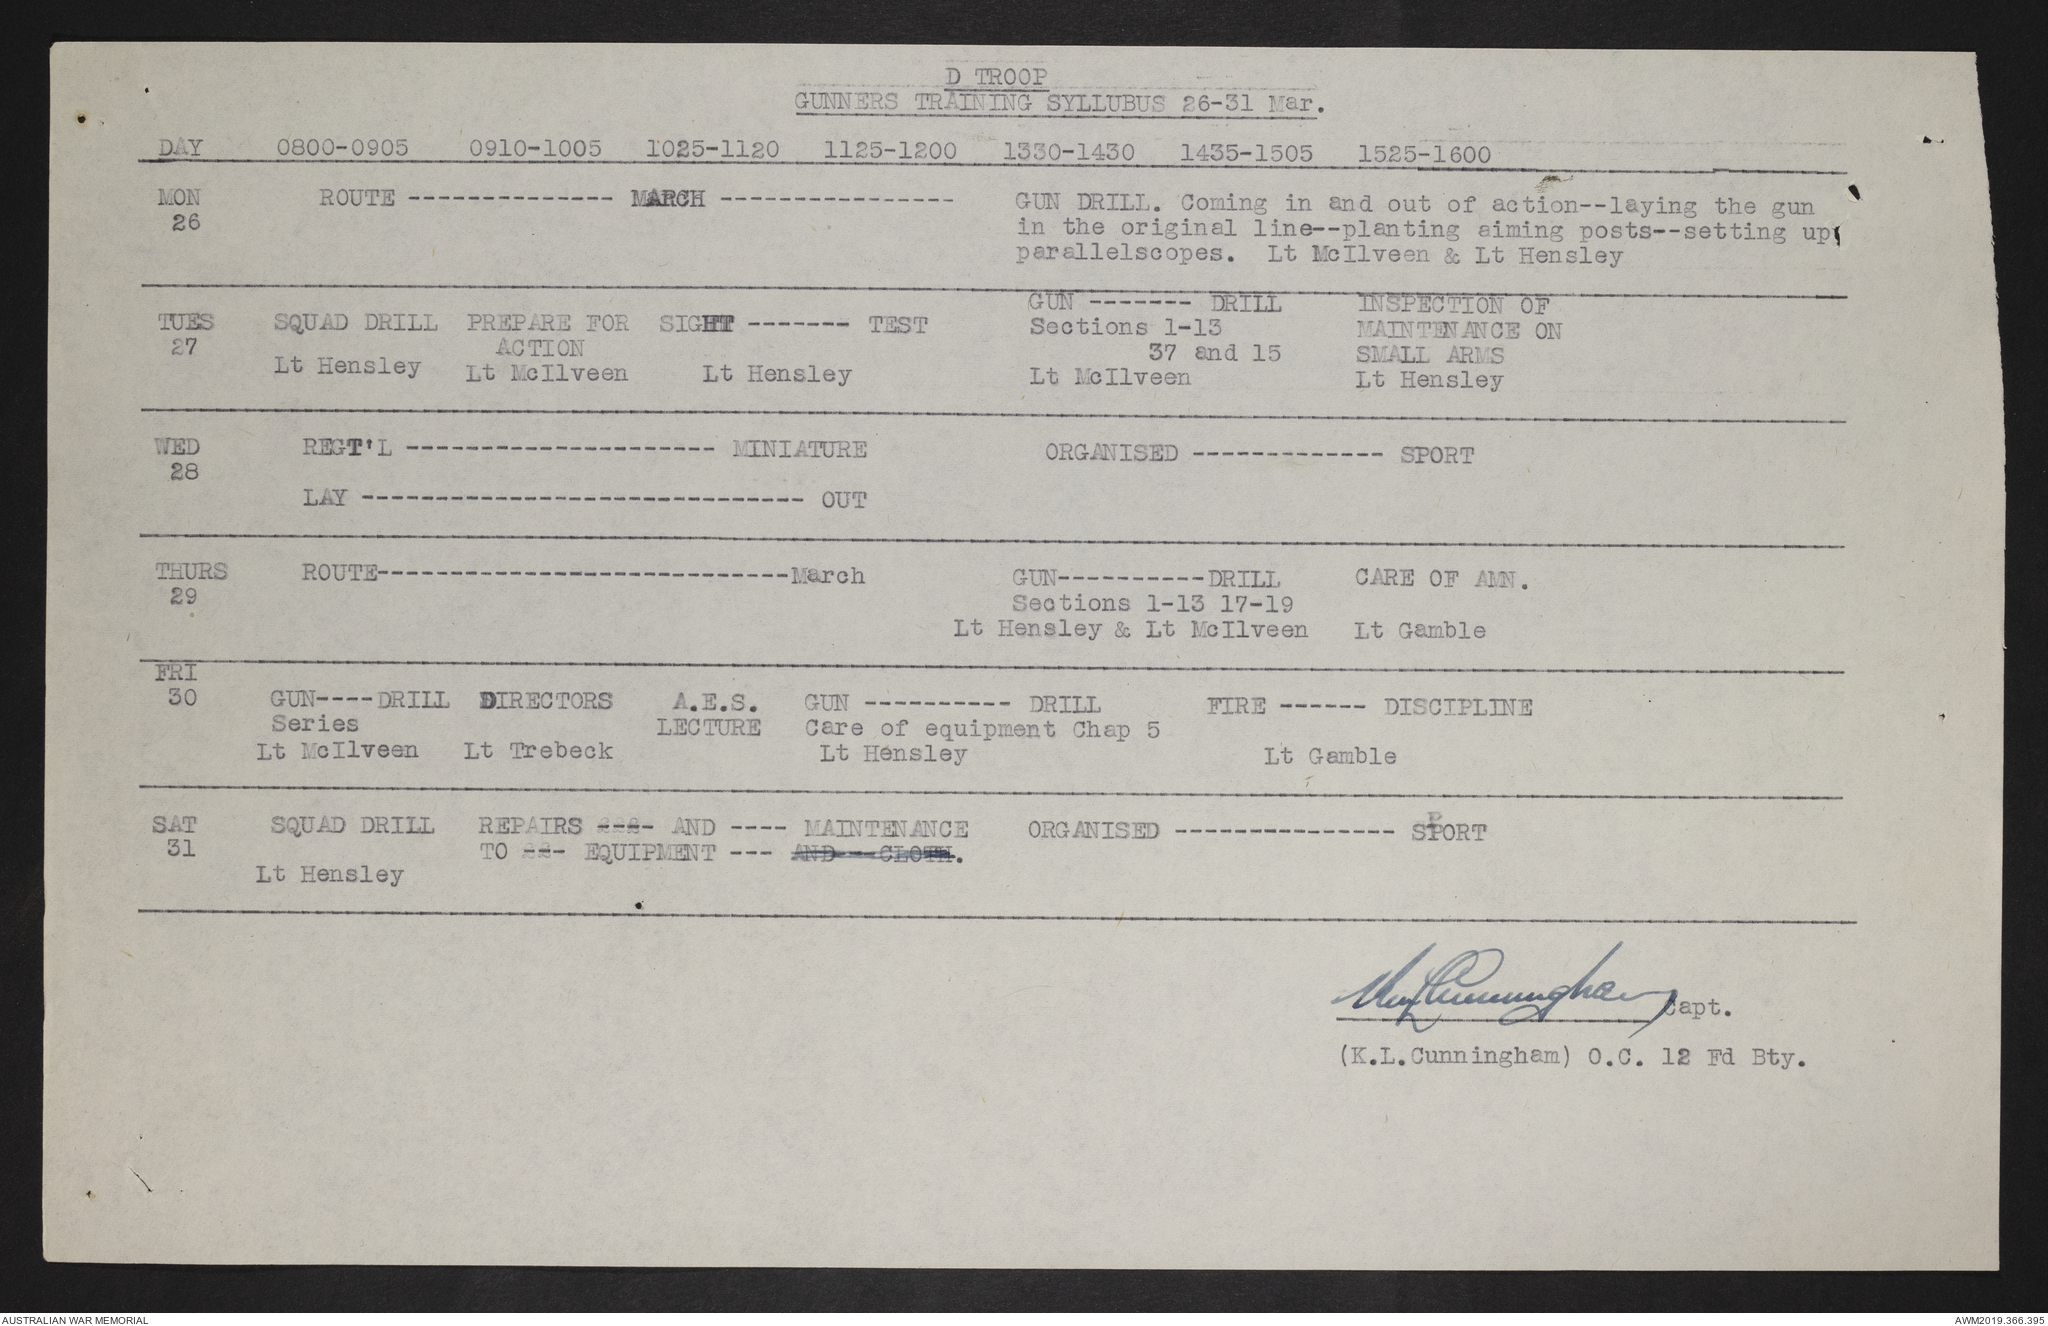 D TROOP
GUNNERS TRAINING SYLLUBUS 26-31 Mar.
DAY 0800-0905 0910-1005 1025-1120 1125-1200 1330-1430 1435-1505 1525-1600
MON ROUTE -------------- MARCH ---------------- GUN DRILL. Coming in and out of action--laying the gun
26 in the original line--planting aiming posts--setting up
parallelscopes. Lt McIlveen & Lt Hensley
GUN ------- DRILL INSPECTION OF
TUES SQUAD DRILL PREPARE FOR SIGHT ------- TEST Sections 1-13 MAINTENANCE ON
27 ACTION 37 and 15 SMALL ARMS
Lt Hensley Lt McIlveen Lt Hensley Lt McIlveen Lt Hensley
WED REGT'L --------------------- MINIATURE ORGANISED ------------- SPORT
28
LAY ------------------------------ OUT
THURS ROUTE----------------------------March GUN----------DRILL CARE OF AMN.
29 Sections 1-13 17-19
Lt Hensley & Lt McIlveen Lt Gamble
FRI
30 GUN----DRILL DIRECTORS A.E.S. GUN ---------- DRILL FIRE ------ DISCIPLINE
Series LECTURE Care of equipment Chap 5
Lt McIlveen Lt Trebeck Lt Hensley Lt Gamble
SAT SQUAD DRILL REPAIRS ---- AND ---- MAINTENANCE ORGANISED --------------- SPORT
31 TO --- EQUIPMENT --- AND---CLOTH.
Lt Hensley
K L Cunningham Capt.
(K.L.Cunningham) O.C. 12 Fd Bty.
AUSTRALIAN WAR MEMORIAL
AWM2019.366.395